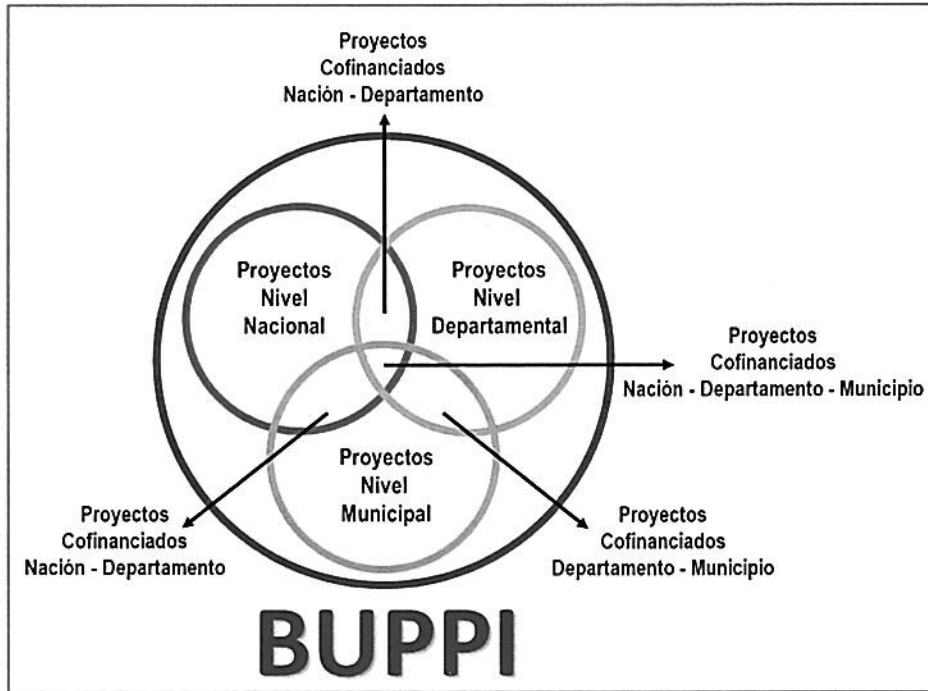 Proyectos
Cofinanciados
Nación - Departamento
Proyectos
Nivel
Nacional
Proyectos
Nivel
Departamental
Proyectos
Cofinanciados
Nación - Departamento - Municipio
Proyectos
Nivel
Municipal
Proyectos
Cofinanciados
Nación - Departamento
Proyectos
Cofinanciados
Departamento - Municipio
BUPPI